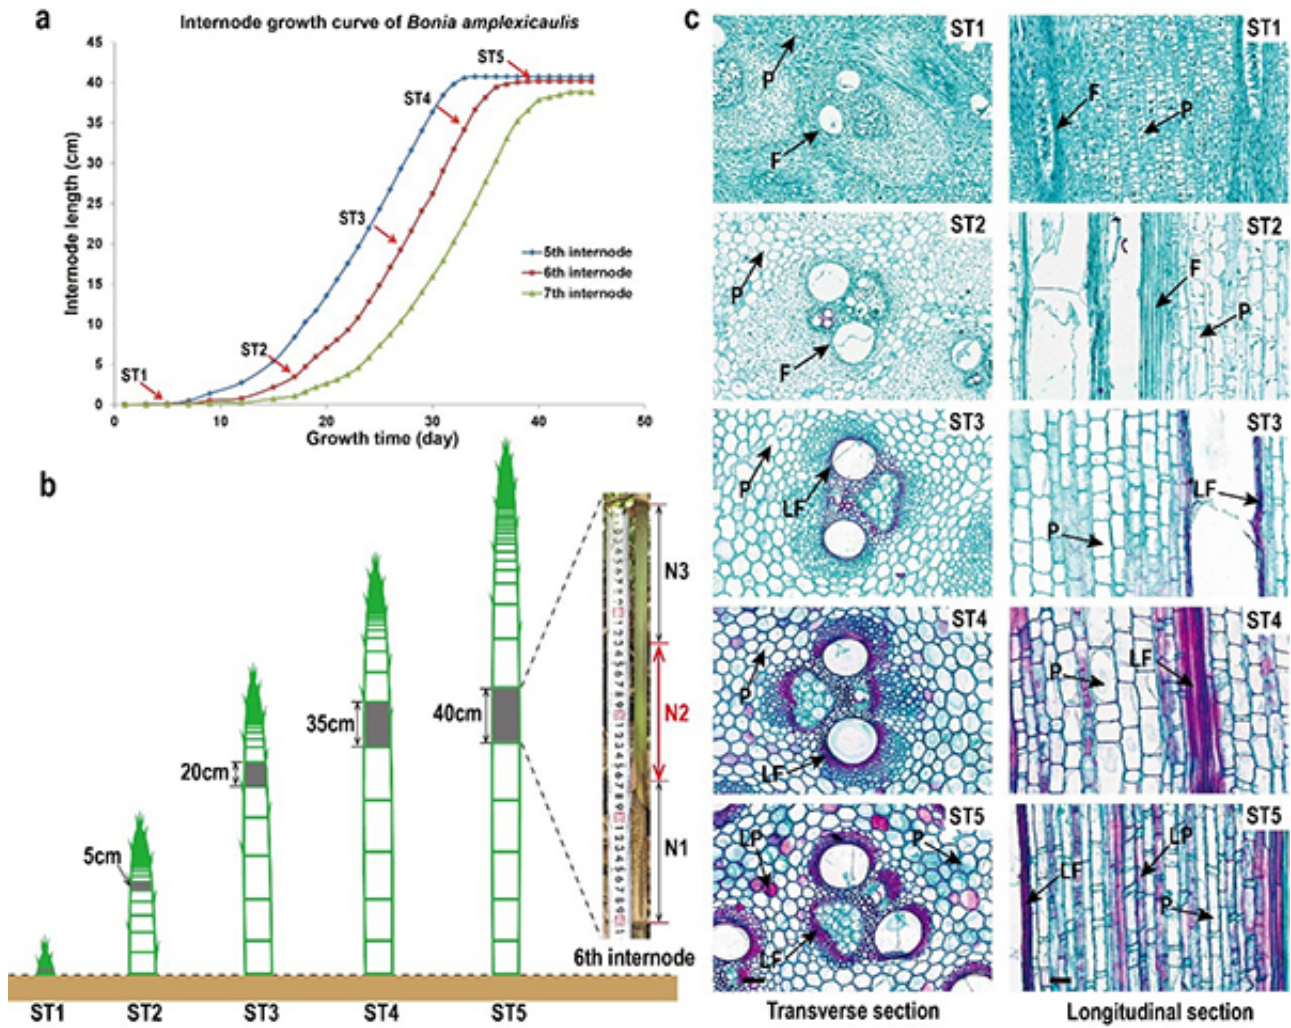 a
Internode growth curve of Bonia amplexicaulis
45
40
35
30
25
20
15
10
5
0
Internode length (cm)
ST1
ST2
ST3
ST4
ST5
5th internode
6th internode
7th internode
0 10 20 30 40 50
Growth time (day)
b
5cm
20cm
35cm
40cm
N3
N2
N1
6th internode
ST1 ST2 ST3 ST4 ST5
c
ST1 ST1
P
F
F
P
ST2 ST2
P
F
F
P
ST3 ST3
P
LF
LF
P
ST4 ST4
P
LF
P
LF
ST5 ST5
LP
P
LF
LP
LF
P
Transverse section Longitudinal section